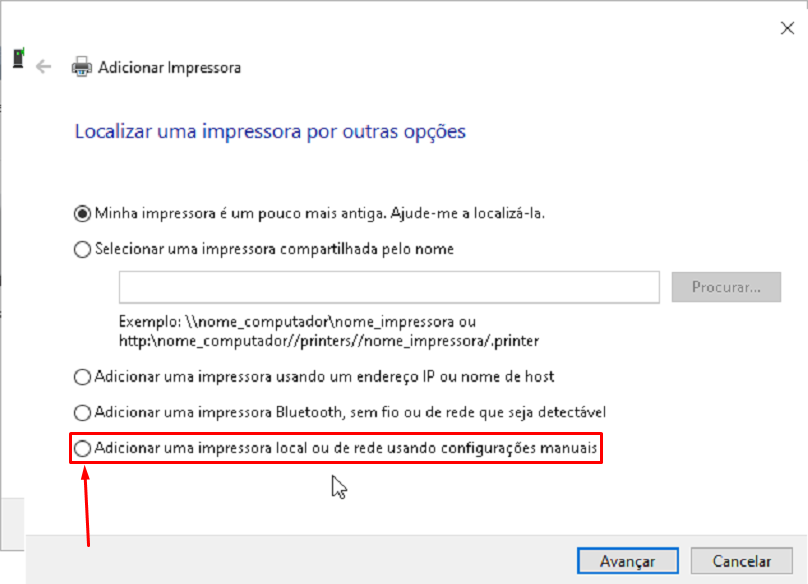 Adicionar Impressora
Localizar uma impressora por outras opções
Minha impressora é um pouco mais antiga. Ajude-me a localizá-la.
Selecionar uma impressora compartilhada pelo nome
Procurar...
Exemplo: \\nome_computador\nome_impressora ou
http:\nome_computador//printers//nome_impressora/.printer
Adicionar uma impressora usando um endereço IP ou nome de host
Adicionar uma impressora Bluetooth, sem fio ou de rede que seja detectável
Adicionar uma impressora local ou de rede usando configurações manuais
Avançar
Cancelar